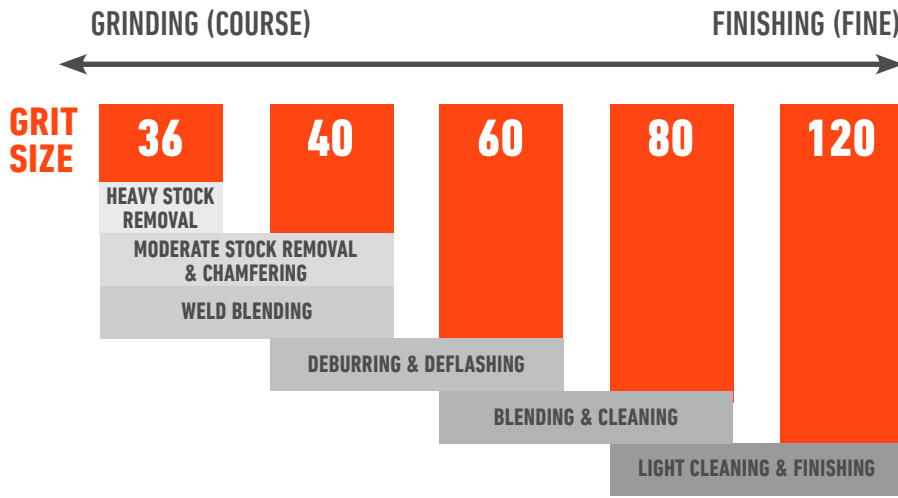 GRINDING (COURSE)
FINISHING (FINE)
GRIT
SIZE
36
40
60
80
120
HEAVY STOCK
REMOVAL
MODERATE STOCK REMOVAL
& CHAMFERING
WELD BLENDING
DEBURRING & DEFLASHING
BLENDING & CLEANING
LIGHT CLEANING & FINISHING